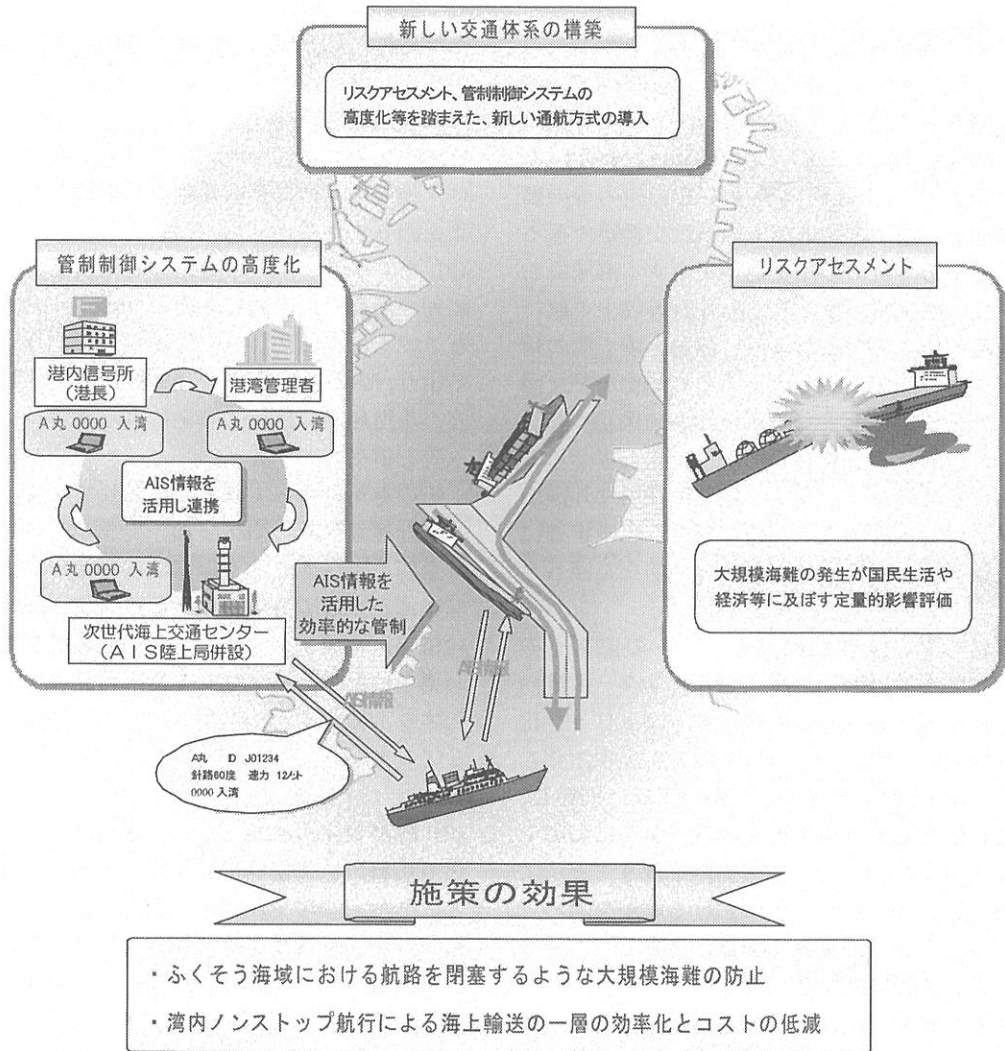 新しい交通体系の構築
リスクアセスメント、管制制御システムの
高度化等を踏まえた、新しい通航方式の導入
管制制御システムの高度化
港内信号所
(港長)
港湾管理者
A丸 0000 入湾
A丸 0000 入湾
AIS情報を
活用し連携
A丸 0000 入湾
次世代海上交通センター
(AIS陸上局併設)
AIS情報を
活用した
効率的な管制
リスクアセスメント
大規模海難の発生が国民生活や
経済等に及ぼす定量的影響評価
AIS情報
AIS情報
A丸 ID J01234
針路60度 速力 12ノット
0000 入湾
施策の効果
・ふくそう海域における航路を閉塞するような大規模海難の防止
・湾内ノンストップ航行による海上輸送の一層の効率化とコストの低減